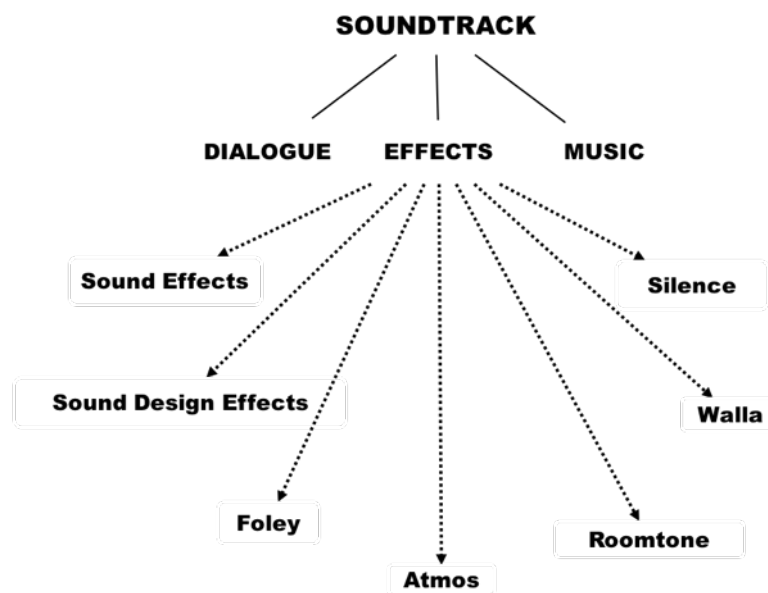 SOUNDTRACK
DIALOGUE EFFECTS MUSIC
Sound Effects
Silence
Sound Design Effects
Walla
Foley
Roomtone
Atmos